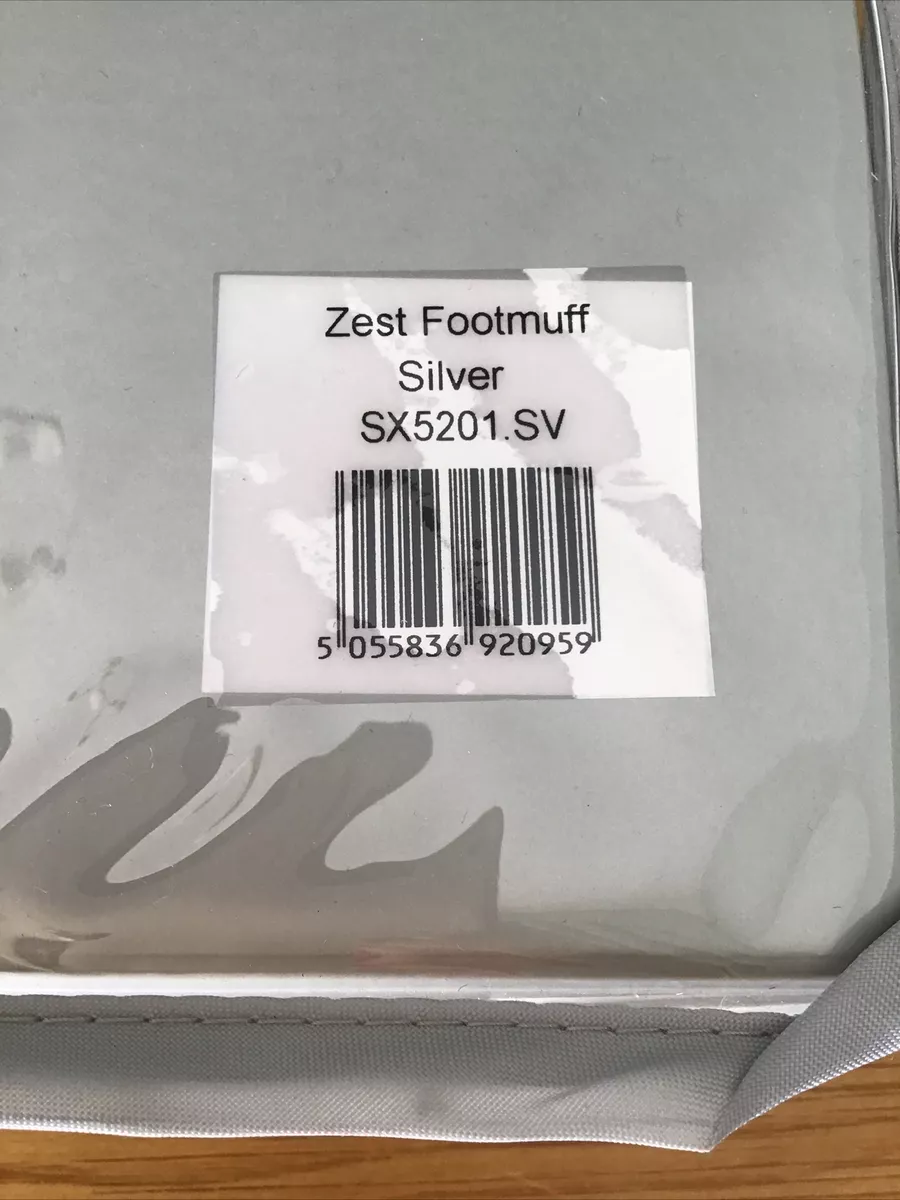 Zest Footmuff
Silver
SX5201.SV
5 055836 920959